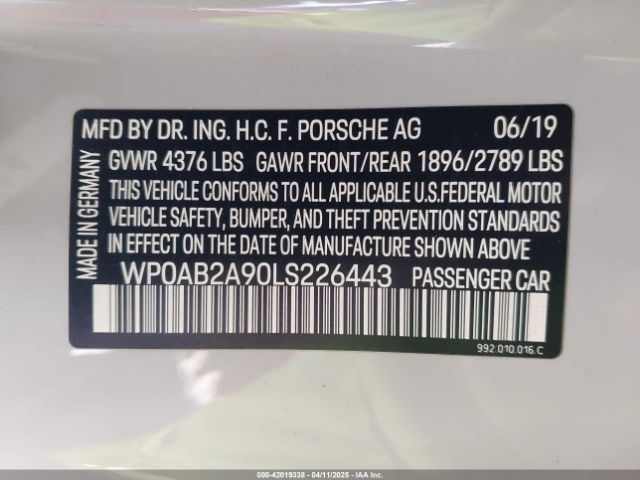 MADE IN GERMANY
MFD BY DR. ING. H.C. F. PORSCHE AG 06/19
GVWR 4376 LBS GAWR FRONT/REAR 1896/2789 LBS
THIS VEHICLE CONFORMS TO ALL APPLICABLE U.S.FEDERAL MOTOR
VEHICLE SAFETY, BUMPER, AND THEFT PREVENTION STANDARDS
IN EFFECT ON THE DATE OF MANUFACTURE SHOWN ABOVE
WP0AB2A90LS226443 PASSENGER CAR
992.010.016.C
000-42019338 - 04/11/2025 - IAA INC.